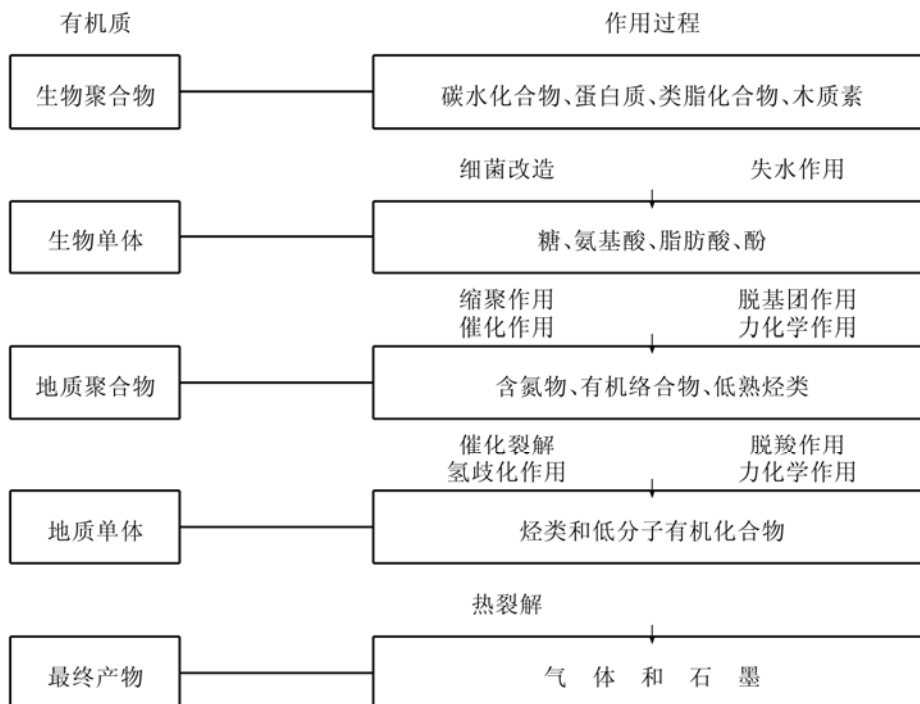 有机质 作用过程
生物聚合物 碳水化合物、蛋白质、类脂化合物、木质素
细菌改造 失水作用
生物单体 糖、氨基酸、脂肪酸、酚
缩聚作用 脱基团作用
催化作用 力化学作用
地质聚合物 含氮物、有机络合物、低熟烃类
催化裂解 脱羧作用
氢歧化作用 力化学作用
地质单体 烃类和低分子有机化合物
热裂解
最终产物 气体和石墨